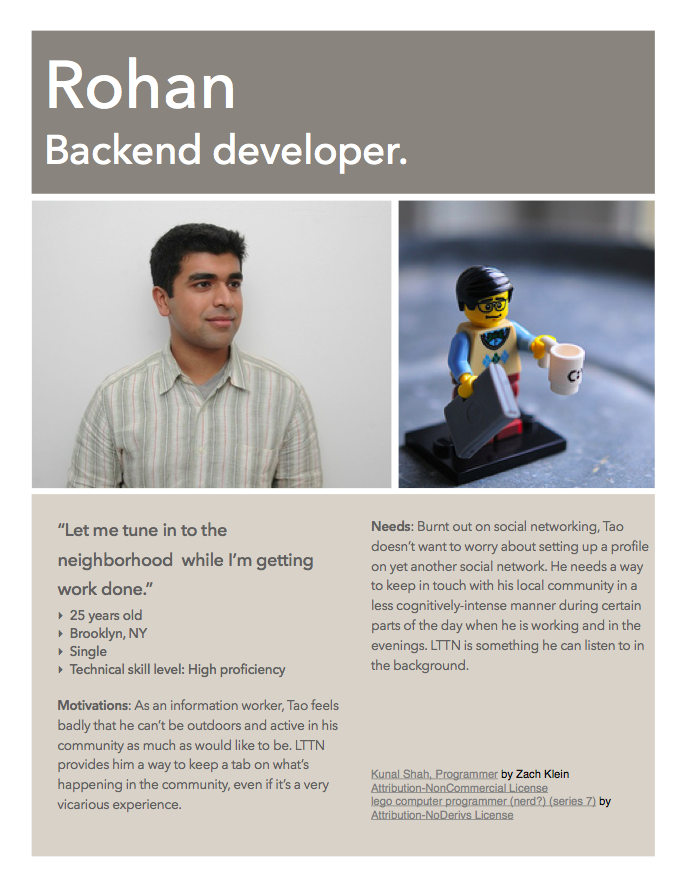 Rohan
Backend developer.
“Let me tune in to the
neighborhood  while I’m getting
work done.”
25 years old
Brooklyn, NY
Single
Technical skill level: High proficiency
Motivations: As an information worker, Tao feels
badly that he can’t be outdoors and active in his
community as much as would like to be. LTTN
provides him a way to keep a tab on what’s
happening in the community, even if it’s a very
vicarious experience.
Needs: Burnt out on social networking, Tao
doesn’t want to worry about setting up a profile
on yet another social network. He needs a way
to keep in touch with his local community in a
less cognitively-intense manner during certain
parts of the day when he is working and in the
evenings. LTTN is something he can listen to in
the background.
Kunal Shah, Programmer by Zach Klein
Attribution-NonCommercial License
lego computer programmer (nerd?) (series 7) by
Attribution-NoDerivs License